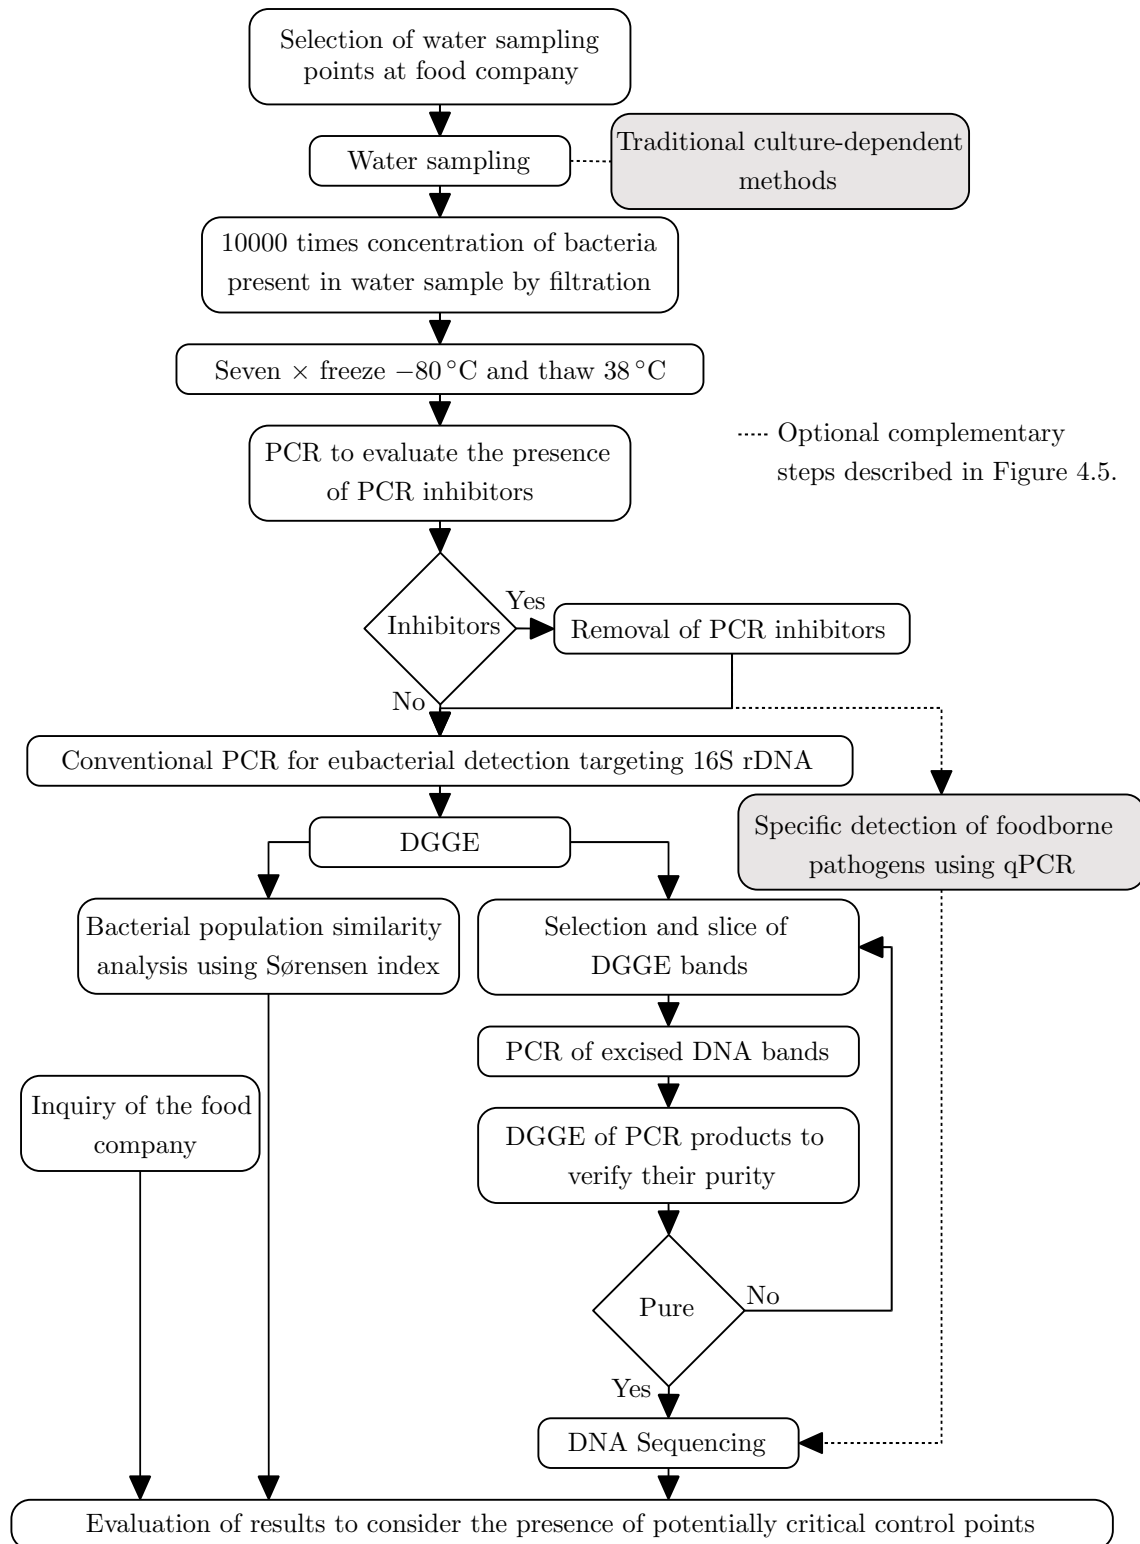 Selection of water sampling
points at food company
Water sampling
Traditional culture-dependent
methods
10000 times concentration of bacteria
present in water sample by filtration
Seven × freeze −80 °C and thaw 38 °C
PCR to evaluate the presence
of PCR inhibitors
Optional complementary
steps described in Figure 4.5.
Inhibitors
Yes
Removal of PCR inhibitors
No
Conventional PCR for eubacterial detection targeting 16S rDNA
Specific detection of foodborne
pathogens using qPCR
DGGE
Bacterial population similarity
analysis using Sørensen index
Selection and slice of
DGGE bands
PCR of excised DNA bands
Inquiry of the food
company
DGGE of PCR products to
verify their purity
Pure
No
Yes
DNA Sequencing
Evaluation of results to consider the presence of potentially critical control points